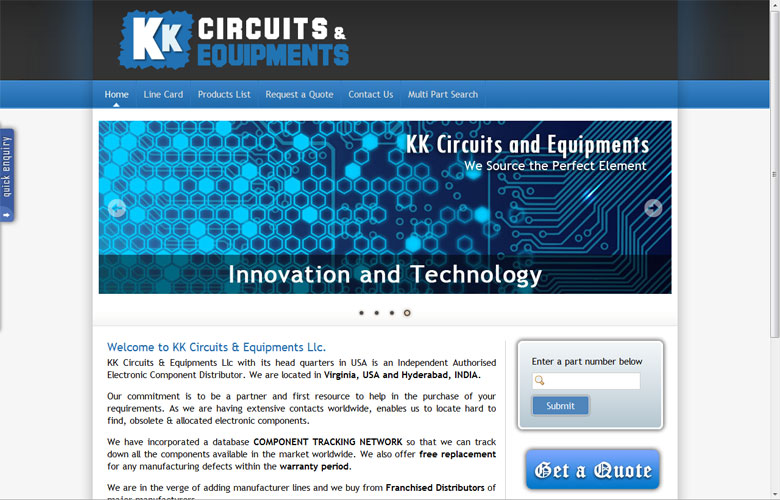 KK CIRCUITS &
EQUIPMENTS
Home Line Card Products List Request a Quote Contact Us Multi Part Search
quick enquiry
KK Circuits and Equipments
We Source the Perfect Element
Innovation and Technology
Welcome to KK Circuits & Equipments Llc.
KK Circuits & Equipments Llc with its head quarters in USA is an Independent Authorised
Electronic Component Distributor. We are located in Virginia, USA and Hyderabad, INDIA.
Our commitment is to be a partner and first resource to help in the purchase of your
requirements. As we are having extensive contacts worldwide, enables us to locate hard to
find, obsolete & allocated electronic components.
We have incorporated a database COMPONENT TRACKING NETWORK so that we can track
down all the components available in the market worldwide. We also offer free replacement
for any manufacturing defects within the warranty period.
We are in the verge of adding manufacturer lines and we buy from Franchised Distributors of
major manufacturers
Enter a part number below
Submit
Get a Quote